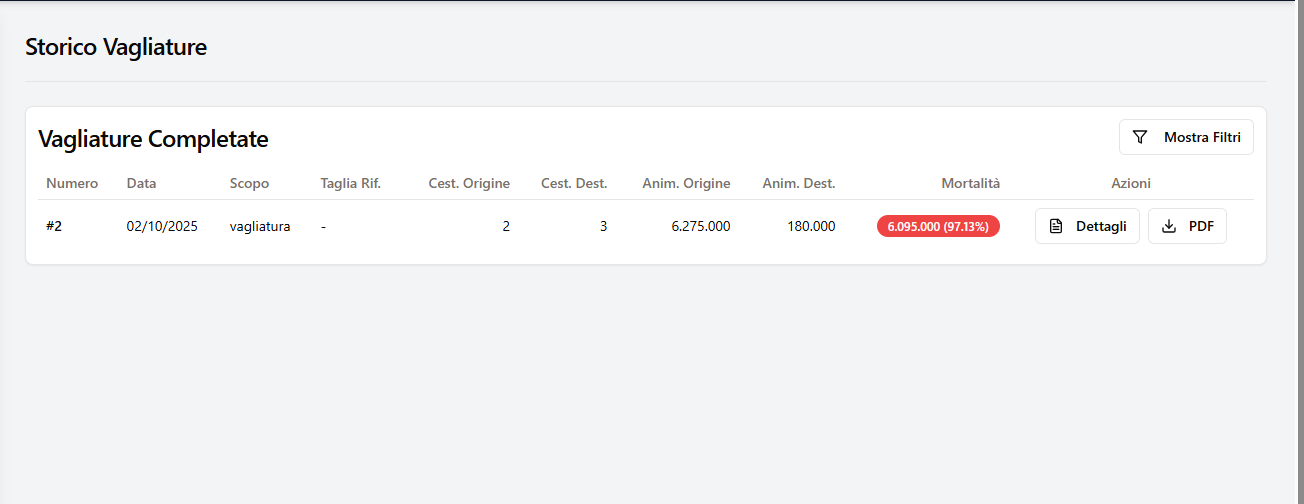 Storico Vagliature
Vagliature Completate
Mostra Filtri
Numero Data Scopo Taglia Rif. Cest. Origine Cest. Dest. Anim. Origine Anim. Dest. Mortalità Azioni
#2 02/10/2025 vagliatura - 2 3 6.275.000 180.000 6.095.000 (97.13%) Dettagli PDF